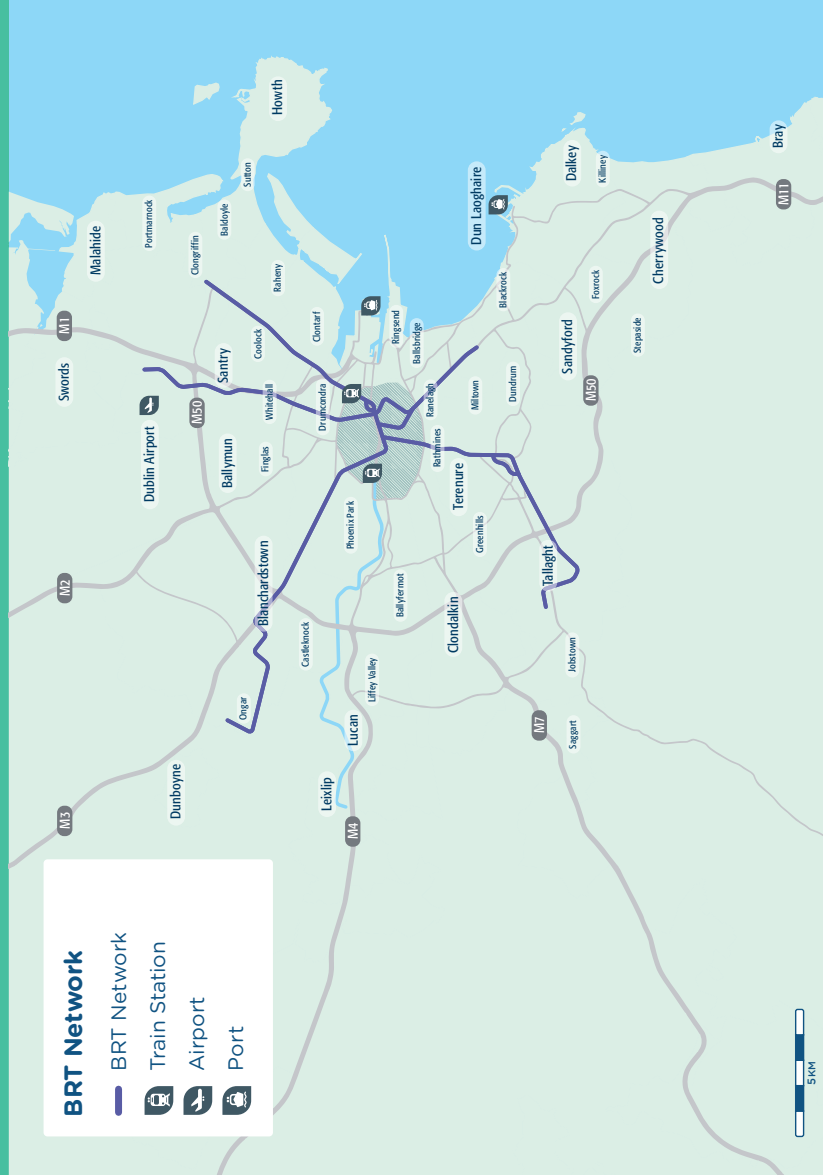 BRT Network
BRT Network
Train Station
Airport
Port
M3
M2
M1
Swords
Malahide
Howth
Dublin Airport
Portmarnock
Dunboyne
M50
Clongriffin
Baldoyle
Sutton
Santry
Ballymun
Ongar
Blanchardstown
Finglas
Whitehall
Coolock
Raheny
Castleknock
Drumcondra
Clontarf
Leixlip
Lucan
M4
Phoenix Park
Liffey Valley
Ballyfermot
Ringsend
Ballsbridge
Ranelagh
Rathmines
Clondalkin
Terenure
Greenhills
Miltown
Dun Laoghaire
Blackrock
Dundrum
M7
Tallaght
Jobstown
Saggart
Sandyford
M50
Foxrock
Dalkey
Killiney
Stepaside
Cherrywood
Bray
M11
5 KM